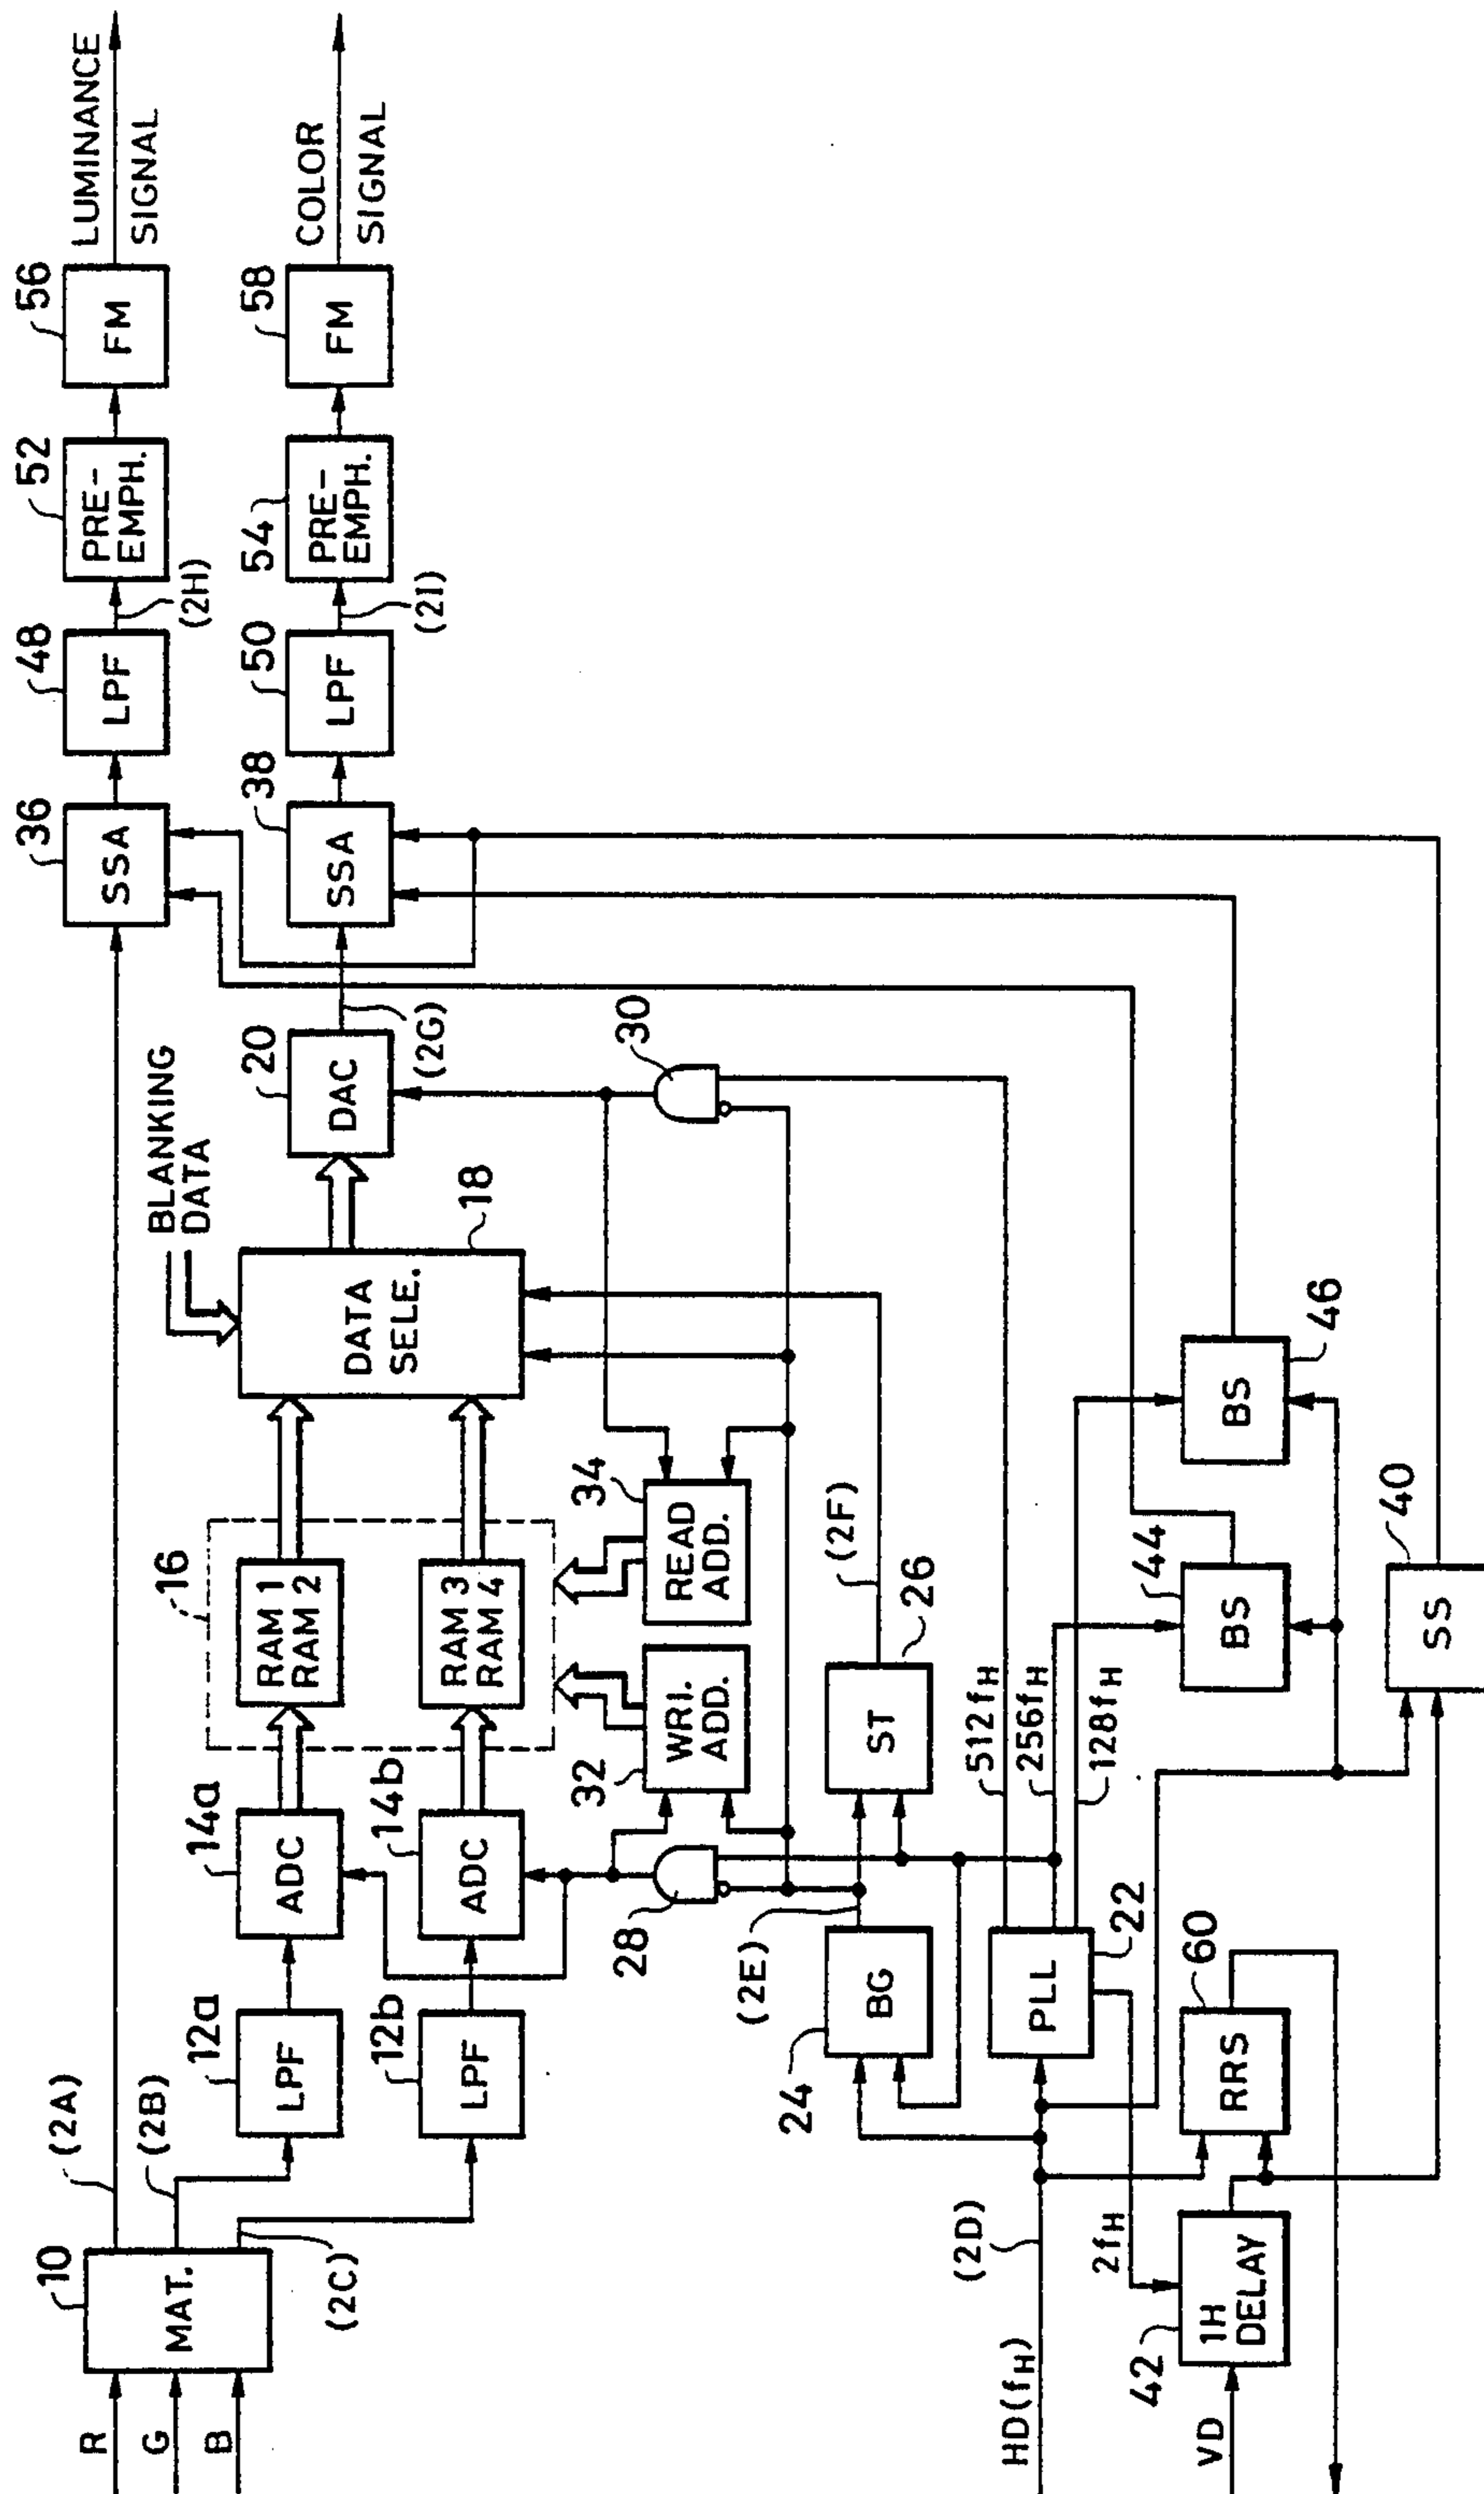 R
G
B
10
MAT.
(2A)
(2B)
(2C)
12a
LPF
12b
LPF
14a
ADC
14b
ADC
16
RAM 1
RAM 2
RAM 3
RAM 4
BLANKING
DATA
DATA
SELE.
18
20
DAC
(2G)
36
SSA
38
SSA
48
LPF
50
LPF
(2H)
(2I)
52
PRE-
EMPH.
54
PRE-
EMPH.
56
FM
58
FM
LUMINANCE
SIGNAL
COLOR
SIGNAL
28
30
32
WRI.
ADD.
34
READ
ADD.
(2E)
24
BG
ST
26
(2F)
HD(fH)
(2D)
PLL
22
512fH
256fH
128fH
2fH
VD
42
1H
DELAY
60
RRS
44
BS
46
BS
40
SS